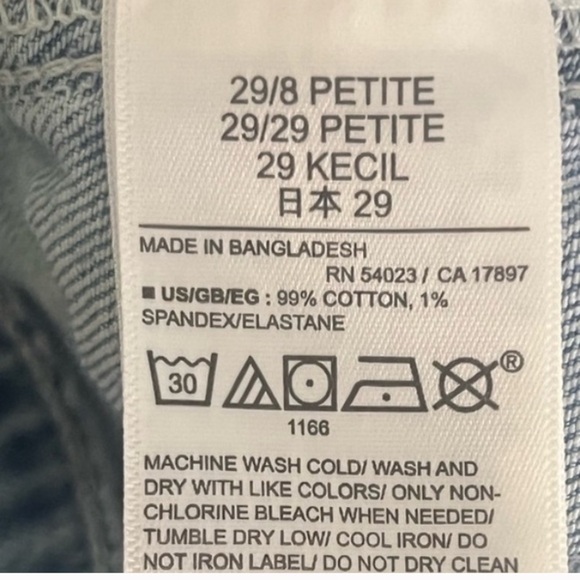 29/8 PETITE
29/29 PETITE
29 KECIL
日本 29
MADE IN BANGLADESH
RN 54023 / CA 17897
■ US/GB/EG : 99% COTTON, 1%
SPANDEX/ELASTANE
30
®
1166
MACHINE WASH COLD/ WASH AND
DRY WITH LIKE COLORS/ ONLY NON-
CHLORINE BLEACH WHEN NEEDED/
TUMBLE DRY LOW/ COOL IRON/ DO
NOT IRON LABEL/ DO NOT DRY CLEAN